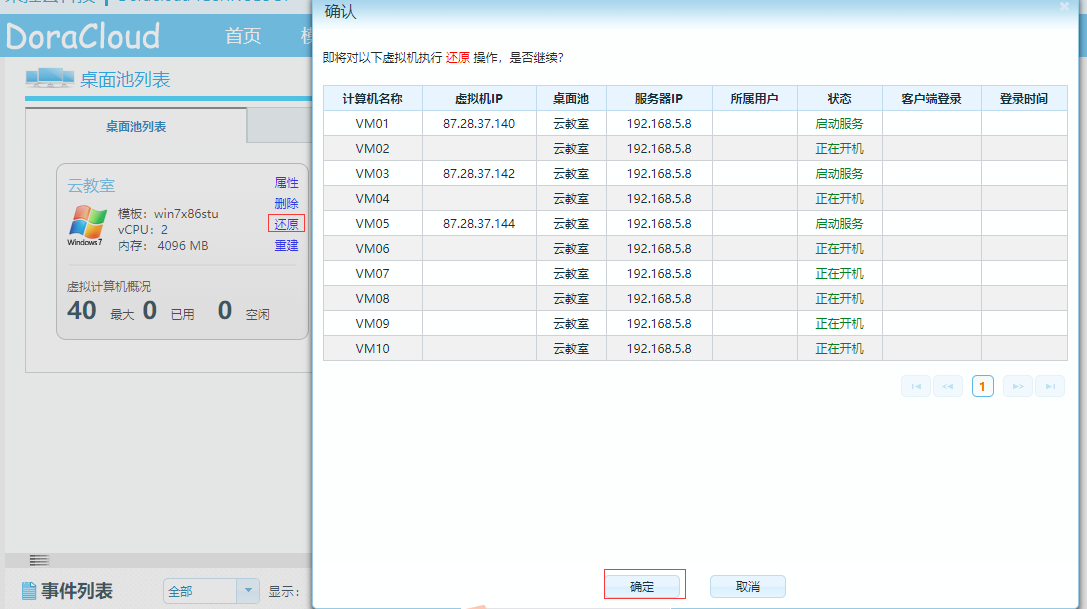 DoraCloud
首页
桌面池列表
桌面池列表
云教室
属性
删除
还原
重建
Windows 7
模板：win7x86stu
vCPU：2
内存：4096 MB
虚拟计算机概况
40 最大 0 已用 0 空闲
事件列表
全部
显示：
确认
即将对以下虚拟机执行 还原 操作，是否继续？
计算机名称 虚拟机IP 桌面池 服务器IP 所属用户 状态 客户端登录 登录时间
VM01 87.28.37.140 云教室 192.168.5.8 启动服务
VM02 云教室 192.168.5.8 正在开机
VM03 87.28.37.142 云教室 192.168.5.8 启动服务
VM04 云教室 192.168.5.8 正在开机
VM05 87.28.37.144 云教室 192.168.5.8 启动服务
VM06 云教室 192.168.5.8 正在开机
VM07 云教室 192.168.5.8 正在开机
VM08 云教室 192.168.5.8 正在开机
VM09 云教室 192.168.5.8 正在开机
VM10 云教室 192.168.5.8 正在开机
1
确定
取消